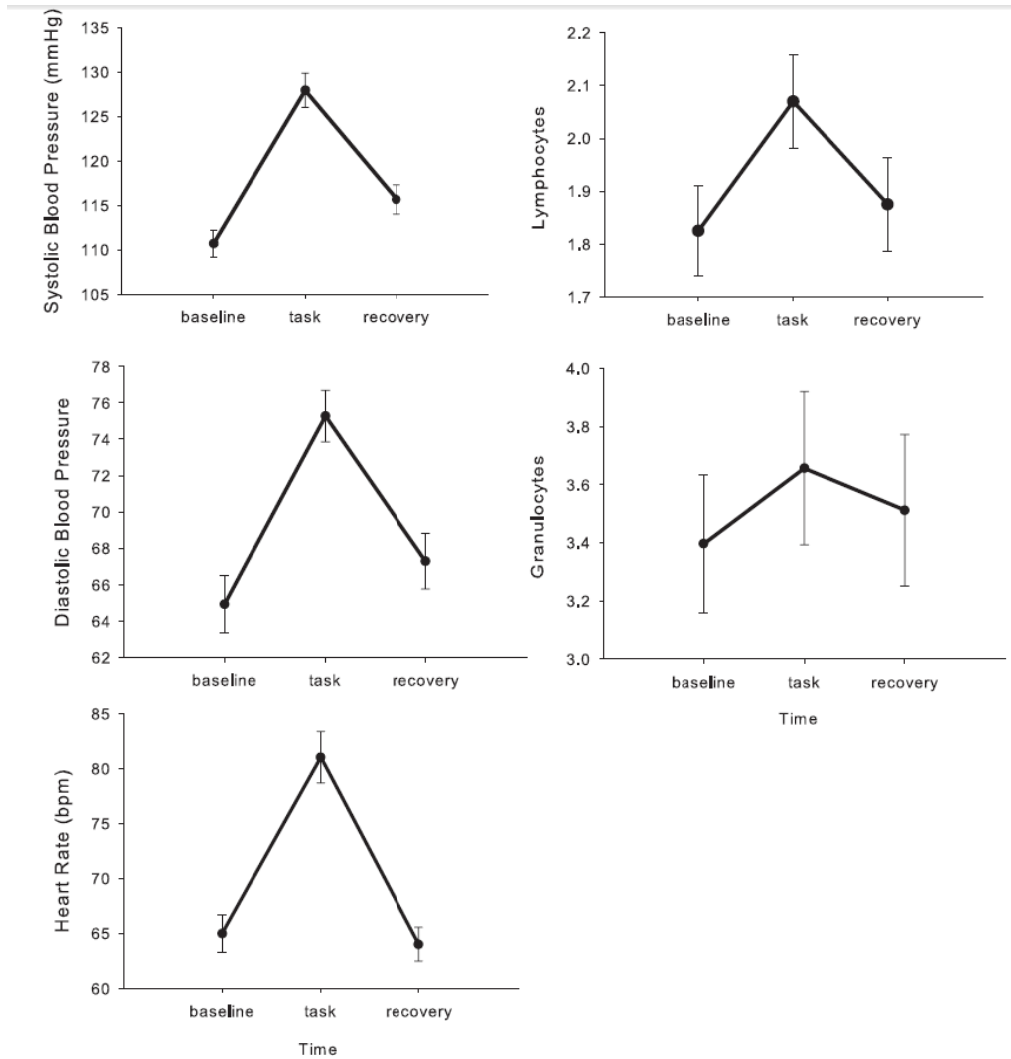 Systolic Blood Pressure (mmHg)
135
130
125
120
115
110
105
baseline task recovery
Lymphocytes
2.2
2.1
2.0
1.9
1.8
1.7
baseline task recovery
Diastolic Blood Pressure
78
76
74
72
70
68
66
64
62
baseline task recovery
Granulocytes
4.0
3.8
3.6
3.4
3.2
3.0
baseline task recovery
Time
Heart Rate (bpm)
85
80
75
70
65
60
baseline task recovery
Time